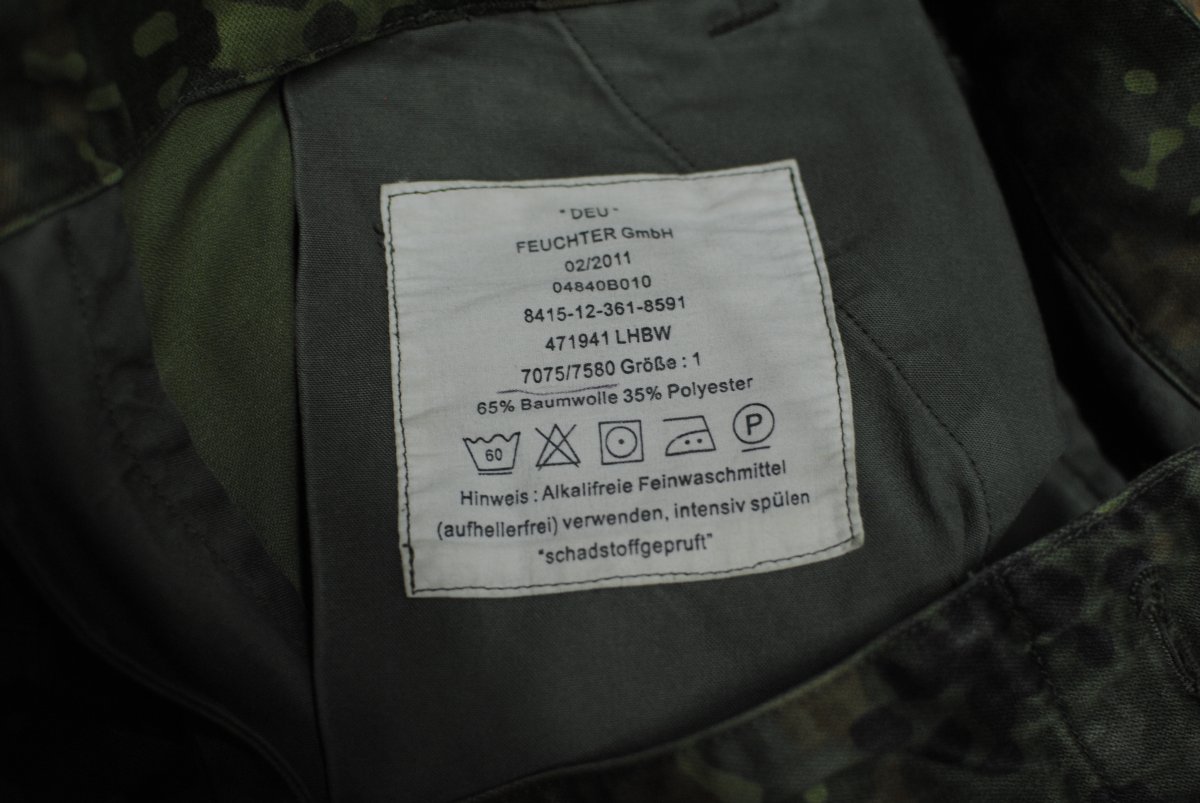 "DEU"
FEUCHTER GmbH
02/2011
04840B010
8415-12-361-8591
471941 LHBW
7075/7580 Größe : 1
65% Baumwolle 35% Polyester
60 P
Hinweis : Alkalifreie Feinwaschmittel
(aufhellerfrei) verwenden, intensiv spülen
"schadstoffgepruft"